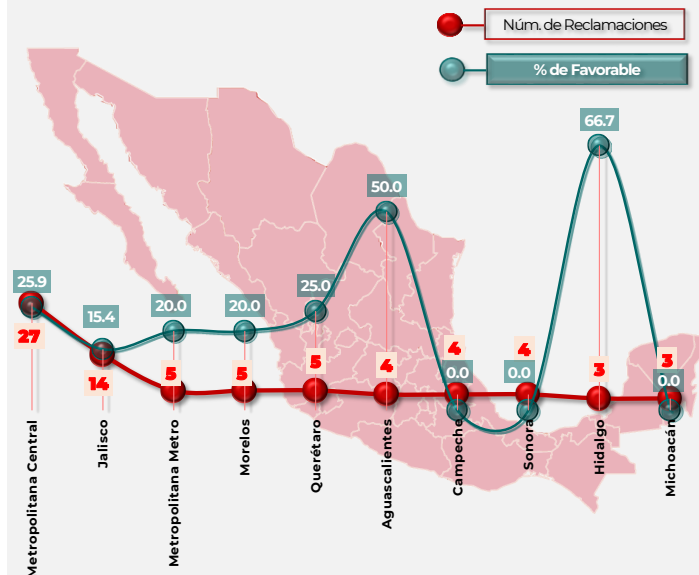 Núm. de Reclamaciones
% de Favorable
66.7
50.0
25.9
15.4
20.0
20.0
25.0
27
14
5
5
5
4
4
0.0
4
0.0
3
3
0.0
Metropolitana Central
Jalisco
Metropolitana Metro
Morelos
Querétaro
Aguascalientes
Campeche
Sonora
Hidalgo
Michoacán